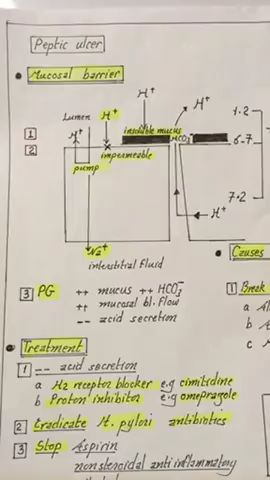 Peptic ulcer
Mucosal barrier
H+
H+
H+
1.2
Lumen
insoluble mucus
HCO3-
1
H+
6-7
2
impermeable
pump
7.2
H+
Na+
interstitial fluid
Causes
3 PG ++ mucus ++ HCO3-
++ mucosal bl. flow
-- acid secretion
1 Break
a
b
c
Treatment
1 -- acid secretion
a H2 receptor blocker e.g cimitidine
b Proton inhibitor e.g omeprazole
2 Eradicate H. pylori antibiotics
3 Stop Aspirin
nonsteroidal anti inflammatory